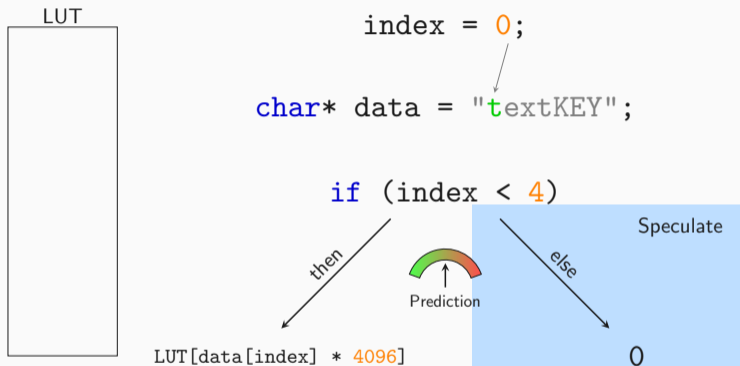 LUT
index = 0;
char* data = "textKEY";
if (index < 4)
Speculate
then
else
Prediction
LUT[data[index] * 4096]
0